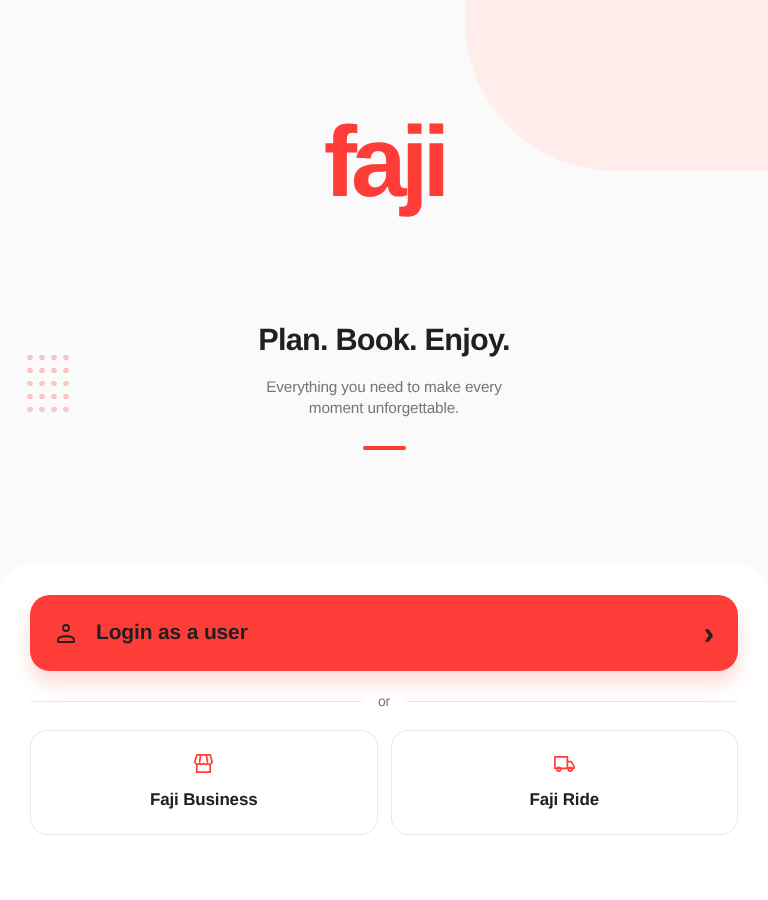 faji
Plan. Book. Enjoy.
Everything you need to make every
moment unforgettable.
Login as a user
or
Faji Business
Faji Ride